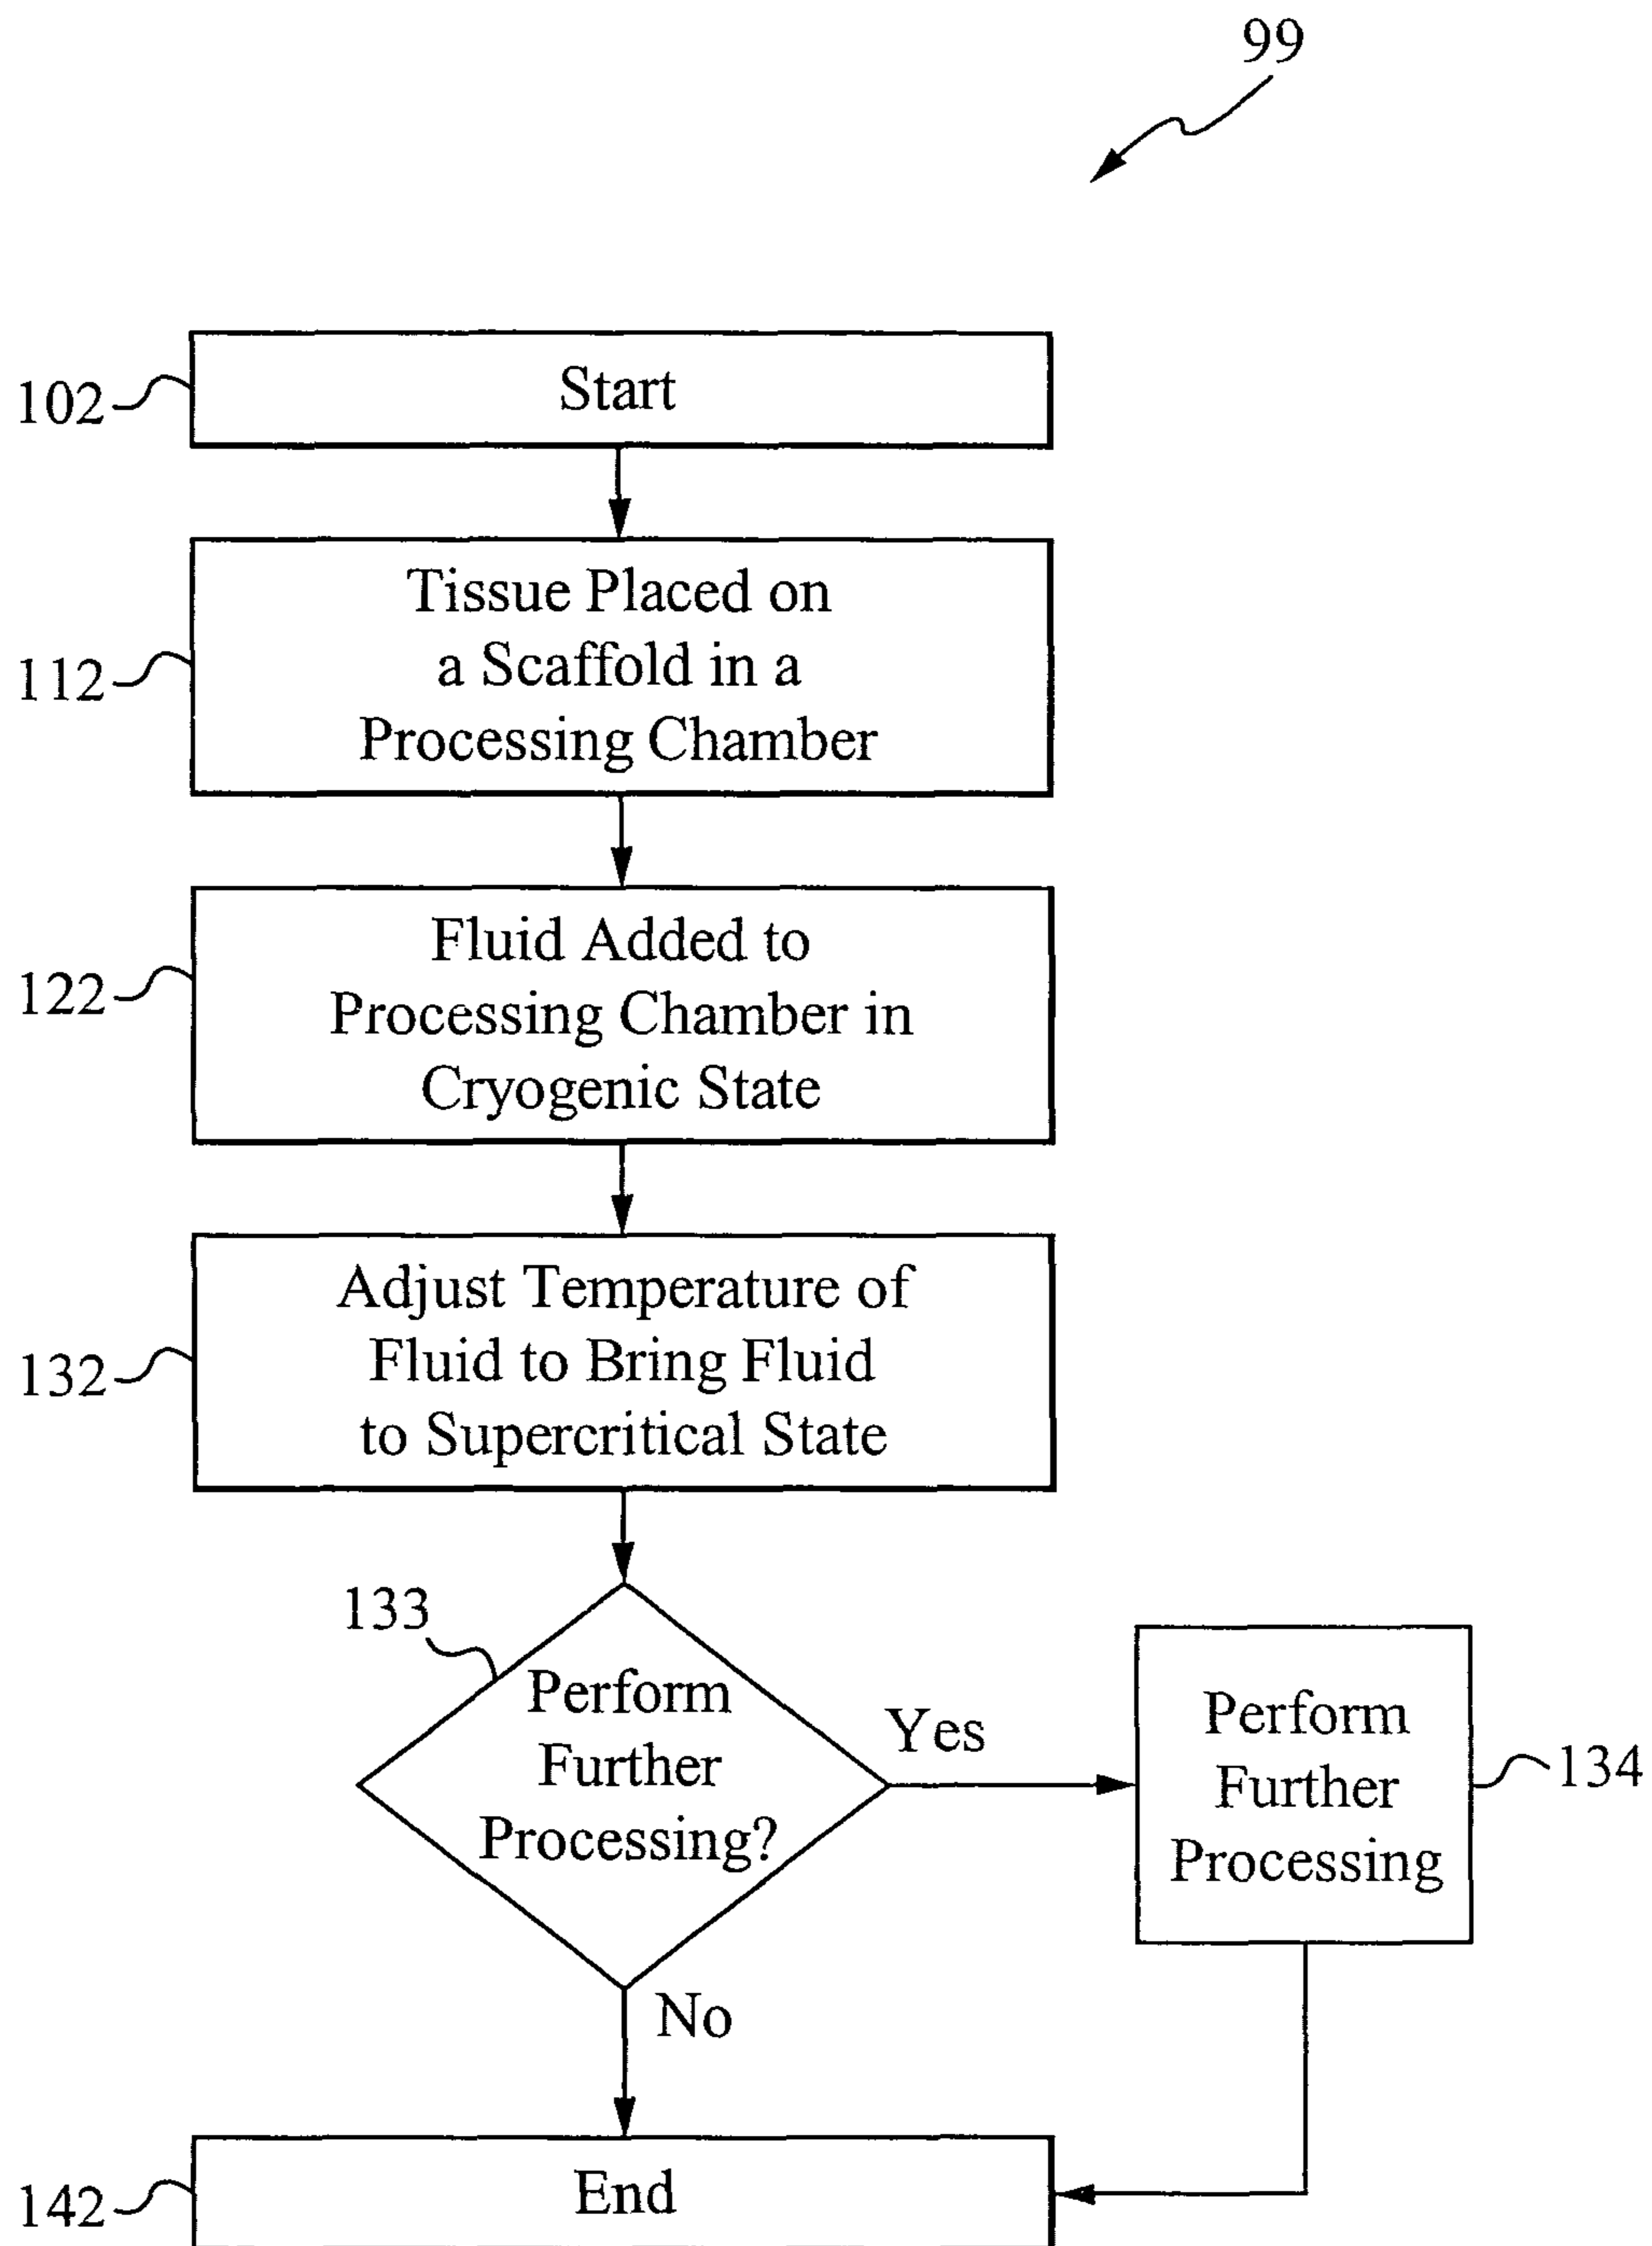 99
102
Start
112
Tissue Placed on
a Scaffold in a
Processing Chamber
122
Fluid Added to
Processing Chamber in
Cryogenic State
132
Adjust Temperature of
Fluid to Bring Fluid
to Supercritical State
133
Perform
Further
Processing?
Yes
Perform
Further
Processing
134
No
142
End